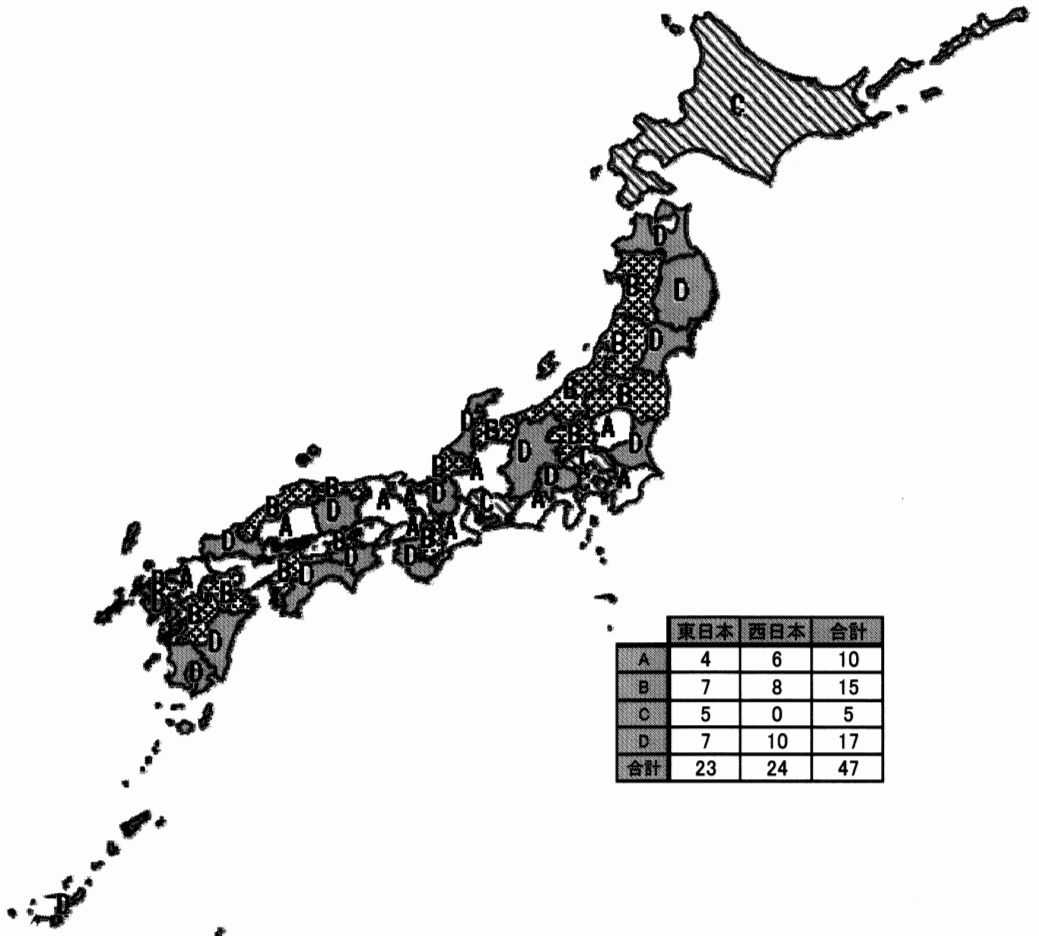 C
D
B D
B D
B
B
D
B A
D B D
B A D A
B D A
B A A D
B D A
A B A
D B D D
B D
A
B B
B
D
D
D
東日本 西日本 合計
A 4 6 10
B 7 8 15
C 5 0 5
D 7 10 17
合計 23 24 47